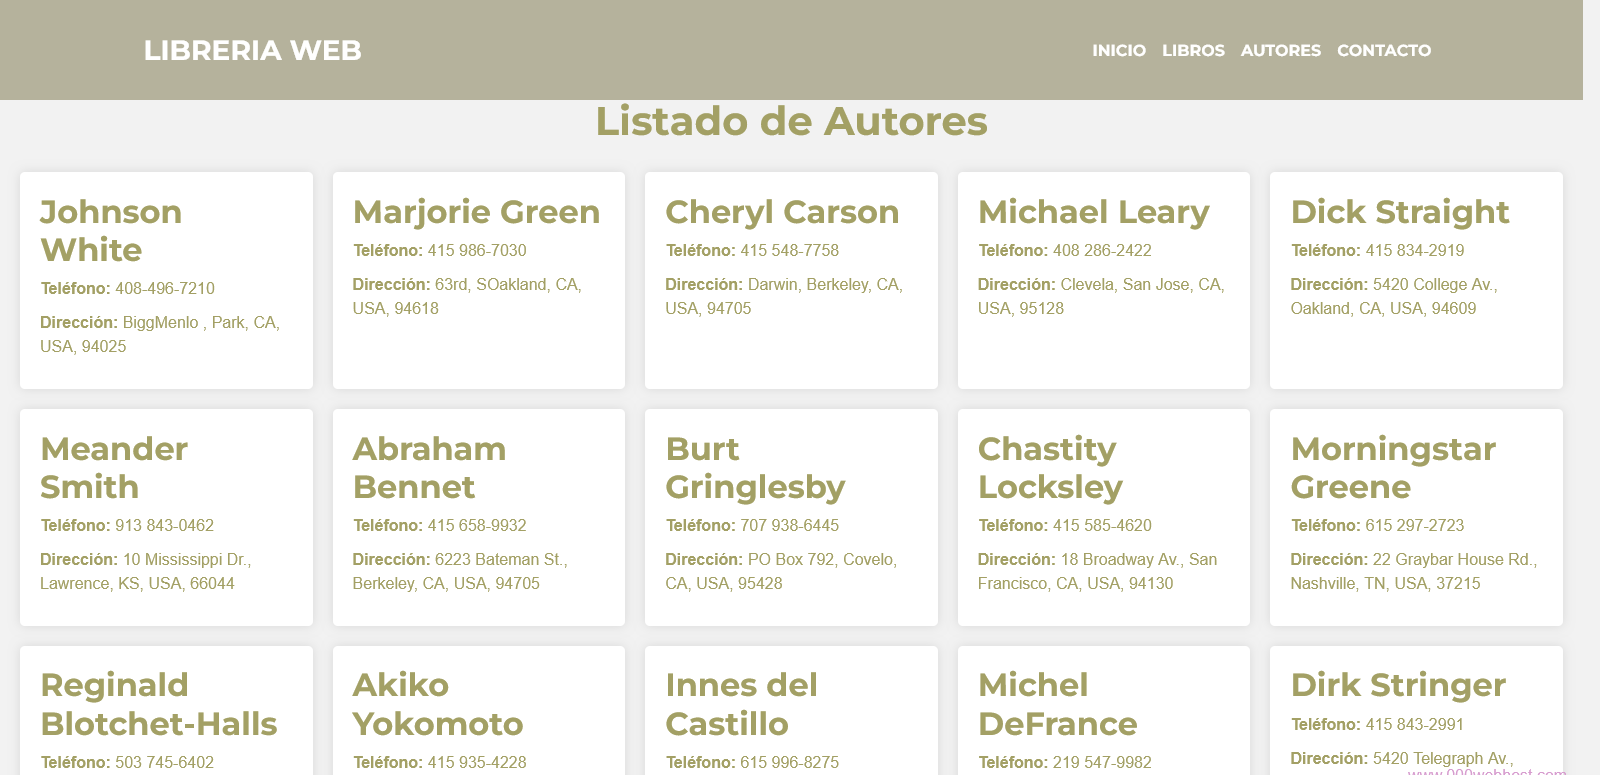 LIBRERIA WEB
INICIO LIBROS AUTORES CONTACTO
Listado de Autores
Johnson
White
Teléfono: 408-496-7210
Dirección: BiggMenlo , Park, CA,
USA, 94025
Marjorie Green
Teléfono: 415 986-7030
Dirección: 63rd, SOakland, CA,
USA, 94618
Cheryl Carson
Teléfono: 415 548-7758
Dirección: Darwin, Berkeley, CA,
USA, 94705
Michael Leary
Teléfono: 408 286-2422
Dirección: Clevela, San Jose, CA,
USA, 95128
Dick Straight
Teléfono: 415 834-2919
Dirección: 5420 College Av.,
Oakland, CA, USA, 94609
Meander
Smith
Teléfono: 913 843-0462
Dirección: 10 Mississippi Dr.,
Lawrence, KS, USA, 66044
Abraham
Bennet
Teléfono: 415 658-9932
Dirección: 6223 Bateman St.,
Berkeley, CA, USA, 94705
Burt
Gringlesby
Teléfono: 707 938-6445
Dirección: PO Box 792, Covelo,
CA, USA, 95428
Chastity
Locksley
Teléfono: 415 585-4620
Dirección: 18 Broadway Av., San
Francisco, CA, USA, 94130
Morningstar
Greene
Teléfono: 615 297-2723
Dirección: 22 Graybar House Rd.,
Nashville, TN, USA, 37215
Reginald
Blotchet-Halls
Teléfono: 503 745-6402
Akiko
Yokomoto
Teléfono: 415 935-4228
Innes del
Castillo
Teléfono: 615 996-8275
Michel
DeFrance
Teléfono: 219 547-9982
Dirk Stringer
Teléfono: 415 843-2991
Dirección: 5420 Telegraph Av.,
www.000webhost.com